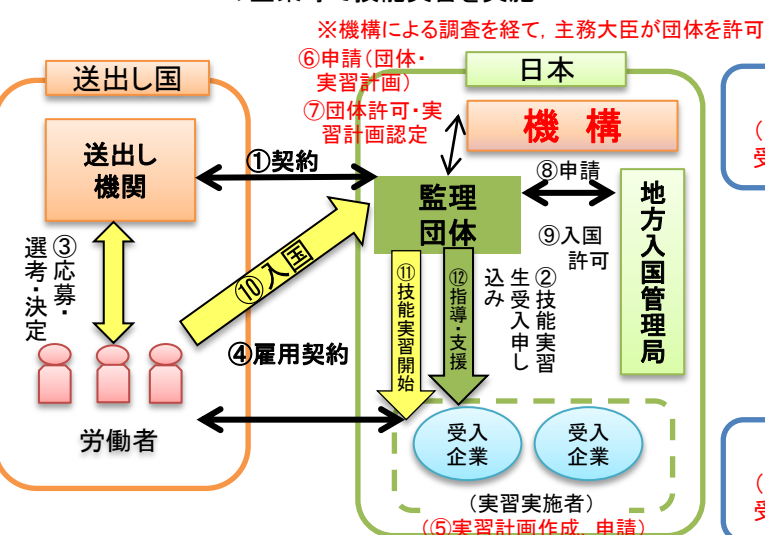 ※機構による調査を経て, 主務大臣が団体を許可
⑥申請(団体・
実習計画)
⑦団体許可・実
習計画認定
送出し国
日本
機 構
送出し
機関
①契約
監理
団体
⑧申請
⑨入国
許可
地方入国管理局
③応募・
選考・決定
⑩入国
⑪技能実習開始
⑫指導・支援
②技能実習
生受入申し
込み
④雇用契約
労働者
受入
企業
受入
企業
(実習実施者)
(⑤実習計画作成, 申請)